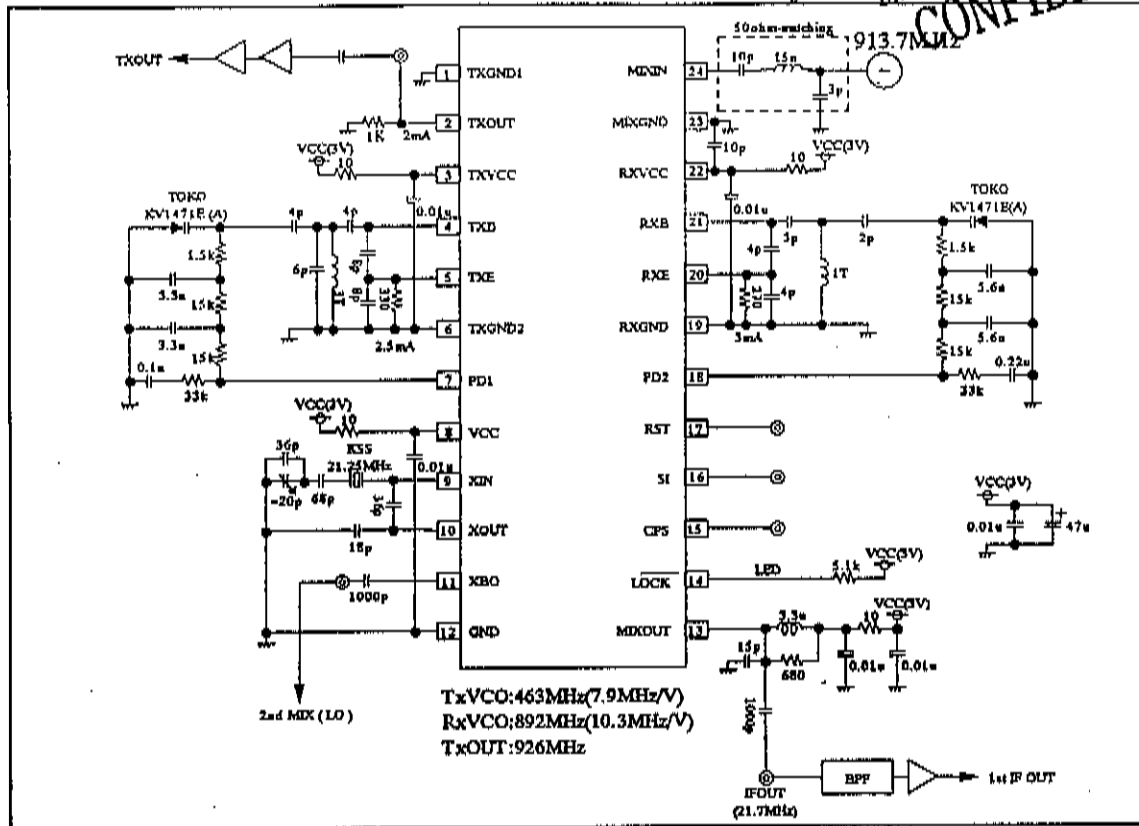 50ohm-matching
913.7MHz
TXOUT
10p
15n
3p
1 TXGND1
MIXIN 24
1K
2mA
2 TXOUT
MIXGND 23
10p
VCC(3V)
10
3 TXVCC
RXVCC 22
10
VCC(3V)
0.01u
0.01u
TOKO
KV1471E(A)
4p
4p
4 TXB
RXB 21
5p
2p
TOKO
KV1471E(A)
1.5k
6p
4p
1T
1.5k
5 TXE
RXE 20
8p
330
4p
15k
5.6u
15k
3.3u
6 TXGND2
RXGND 19
2.5mA
3mA
15k
5.6u
15k
0.1u
33k
7 PD1
PD2 18
33k
0.22u
VCC(3V)
10
8 VCC
RST 17
0.01u
36p
KSS
21.25MHz
9 XIN
SI 16
~20p
68p
VCC(3V)
0.01u
47u
10 XOUT
CPS 15
18p
LOCK 14
LED
5.1k
VCC(3V)
11 XBO
1000p
12 GND
MIXOUT 13
3.3u
10
VCC(3V)
15p
680
0.01u
0.01u
1000p
2nd MIX (LO)
TxVCO:463MHz(7.9MHz/V)
RxVCO:892MHz(10.3MHz/V)
TxOUT:926MHz
IFOUT
(21.7MHz)
BPF
1st IF OUT